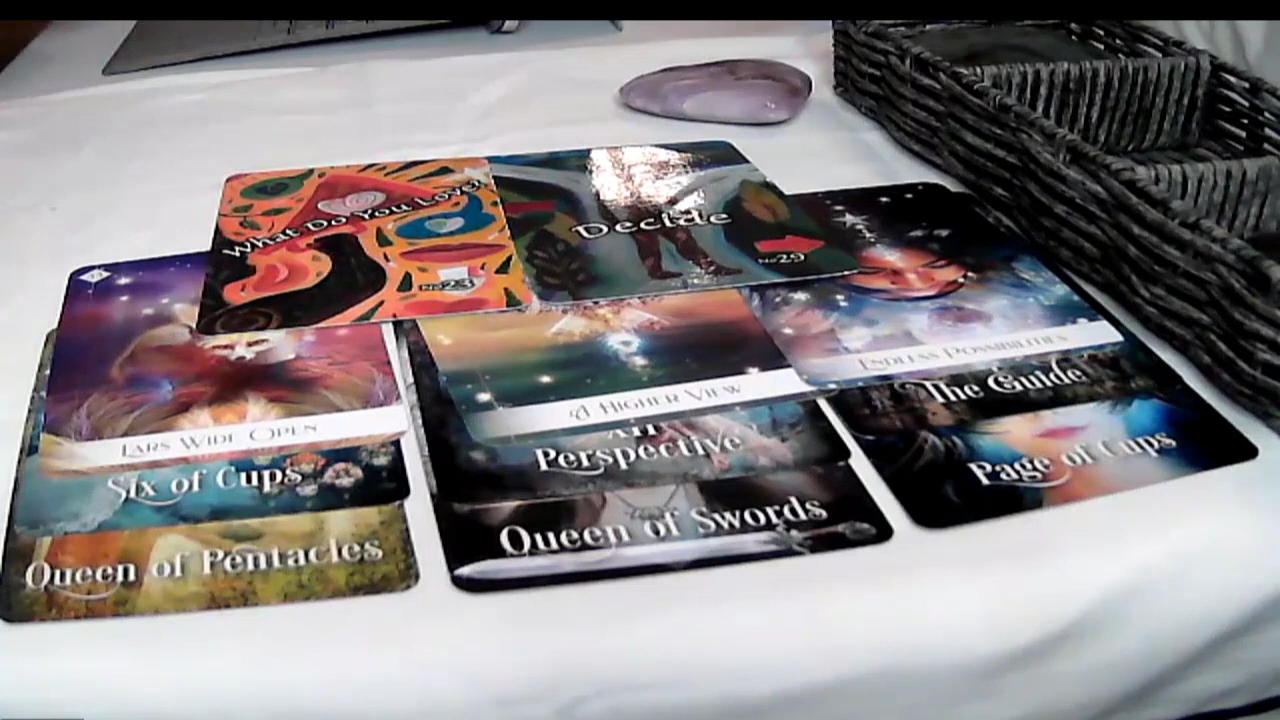 What Do You Love?
No23
Decide
No29
Ears Wide Open
Six of Cups
Queen of Pentacles
A Higher View
XII
Perspective
Queen of Swords
Endless Possibilities
The Guide
Page of Cups